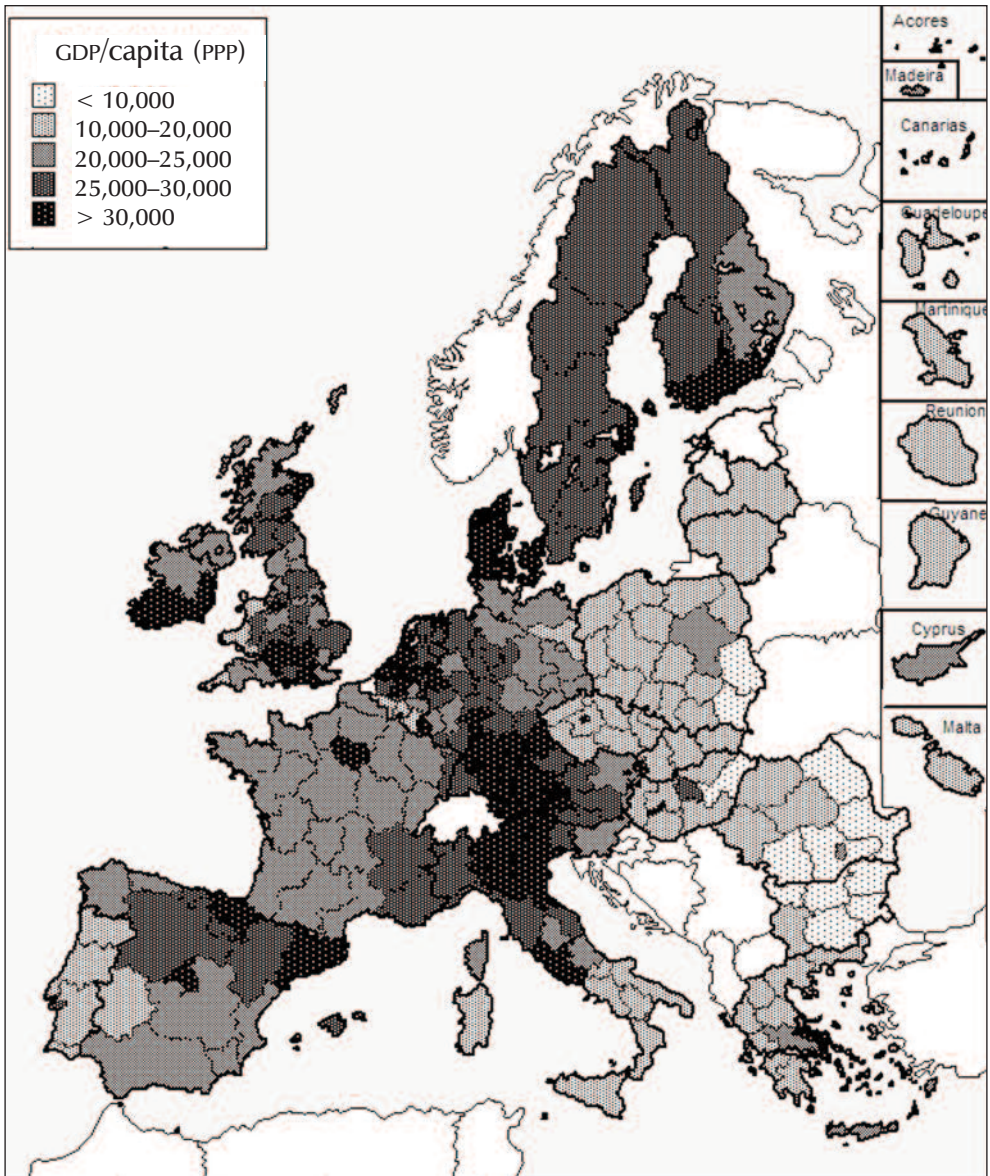 GDP/capita (PPP)
< 10,000
10,000–20,000
20,000–25,000
25,000–30,000
> 30,000
Acores
Madeira
Canarias
Guadeloupe
Martinique
Reunion
Guyane
Cyprus
Malta